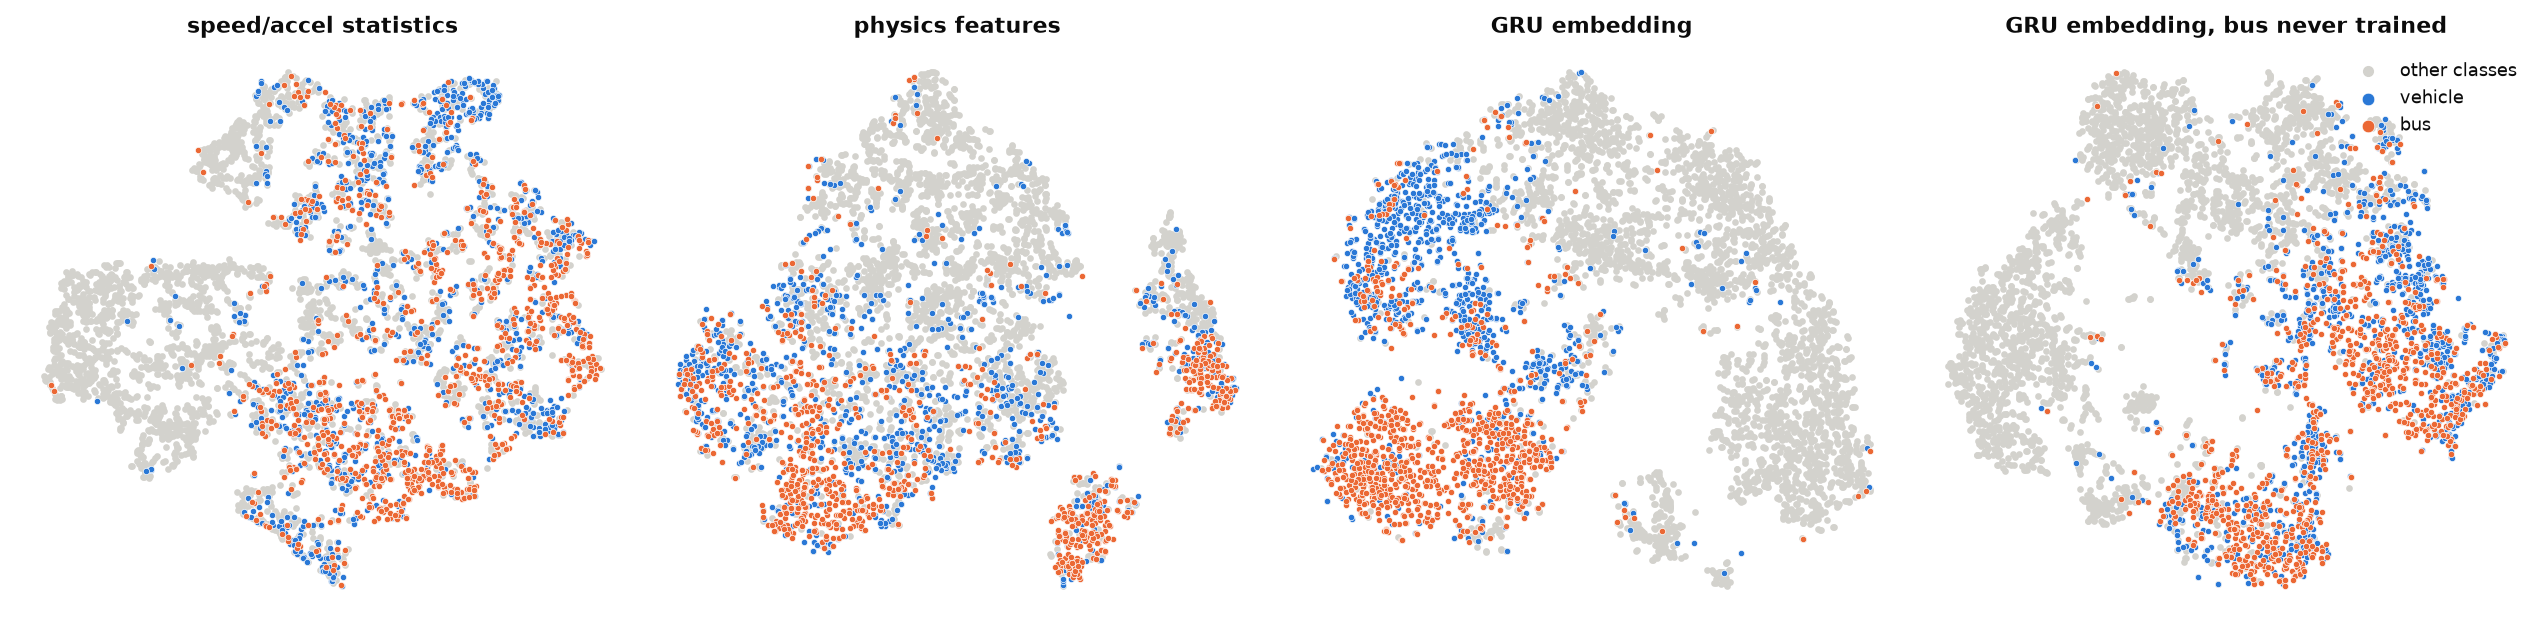 speed/accel statistics
physics features
GRU embedding
GRU embedding, bus never trained
other classes
vehicle
bus